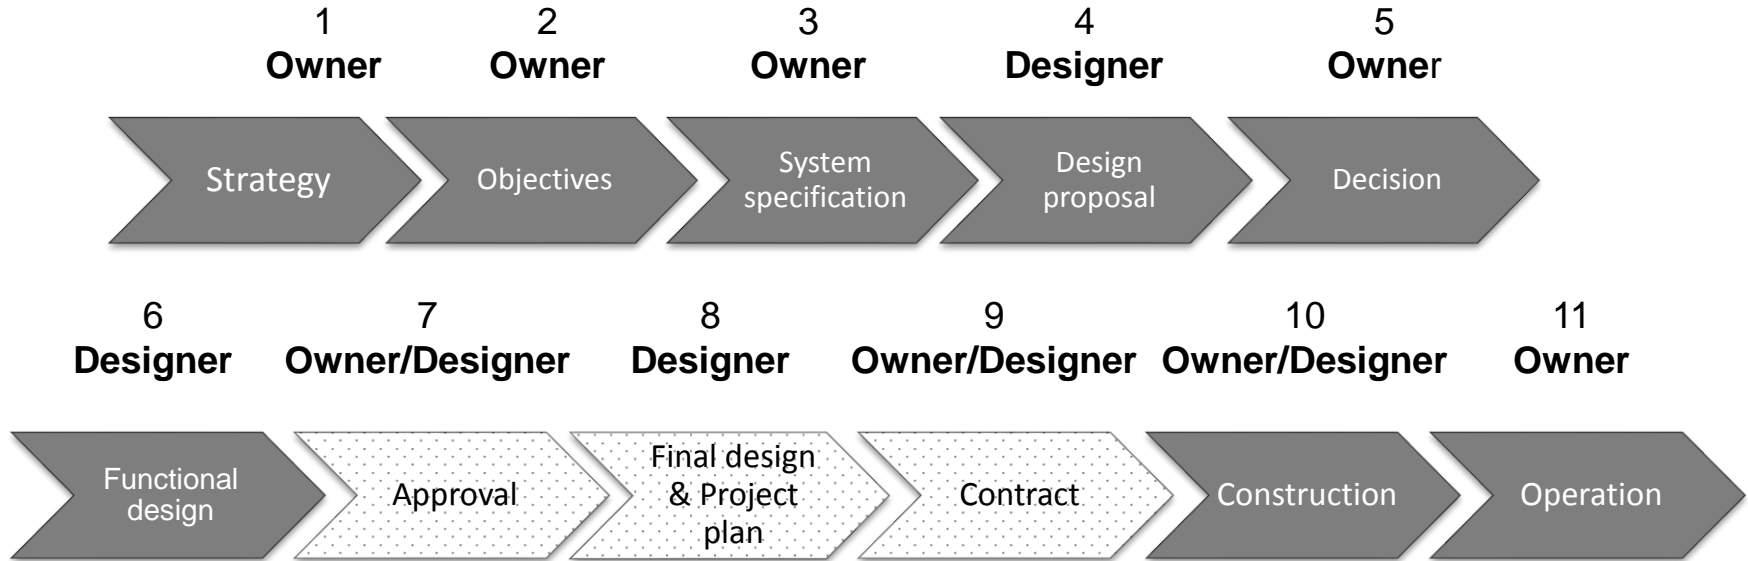 1 2 3 4 5
Owner Owner Owner Designer Owner
Strategy
Objectives
System
specification
Design
proposal
Decision
6 7 8 9 10 11
Designer Owner/Designer Designer Owner/Designer Owner/Designer Owner
Functional
design
Approval
Final design
& Project
plan
Contract
Construction
Operation